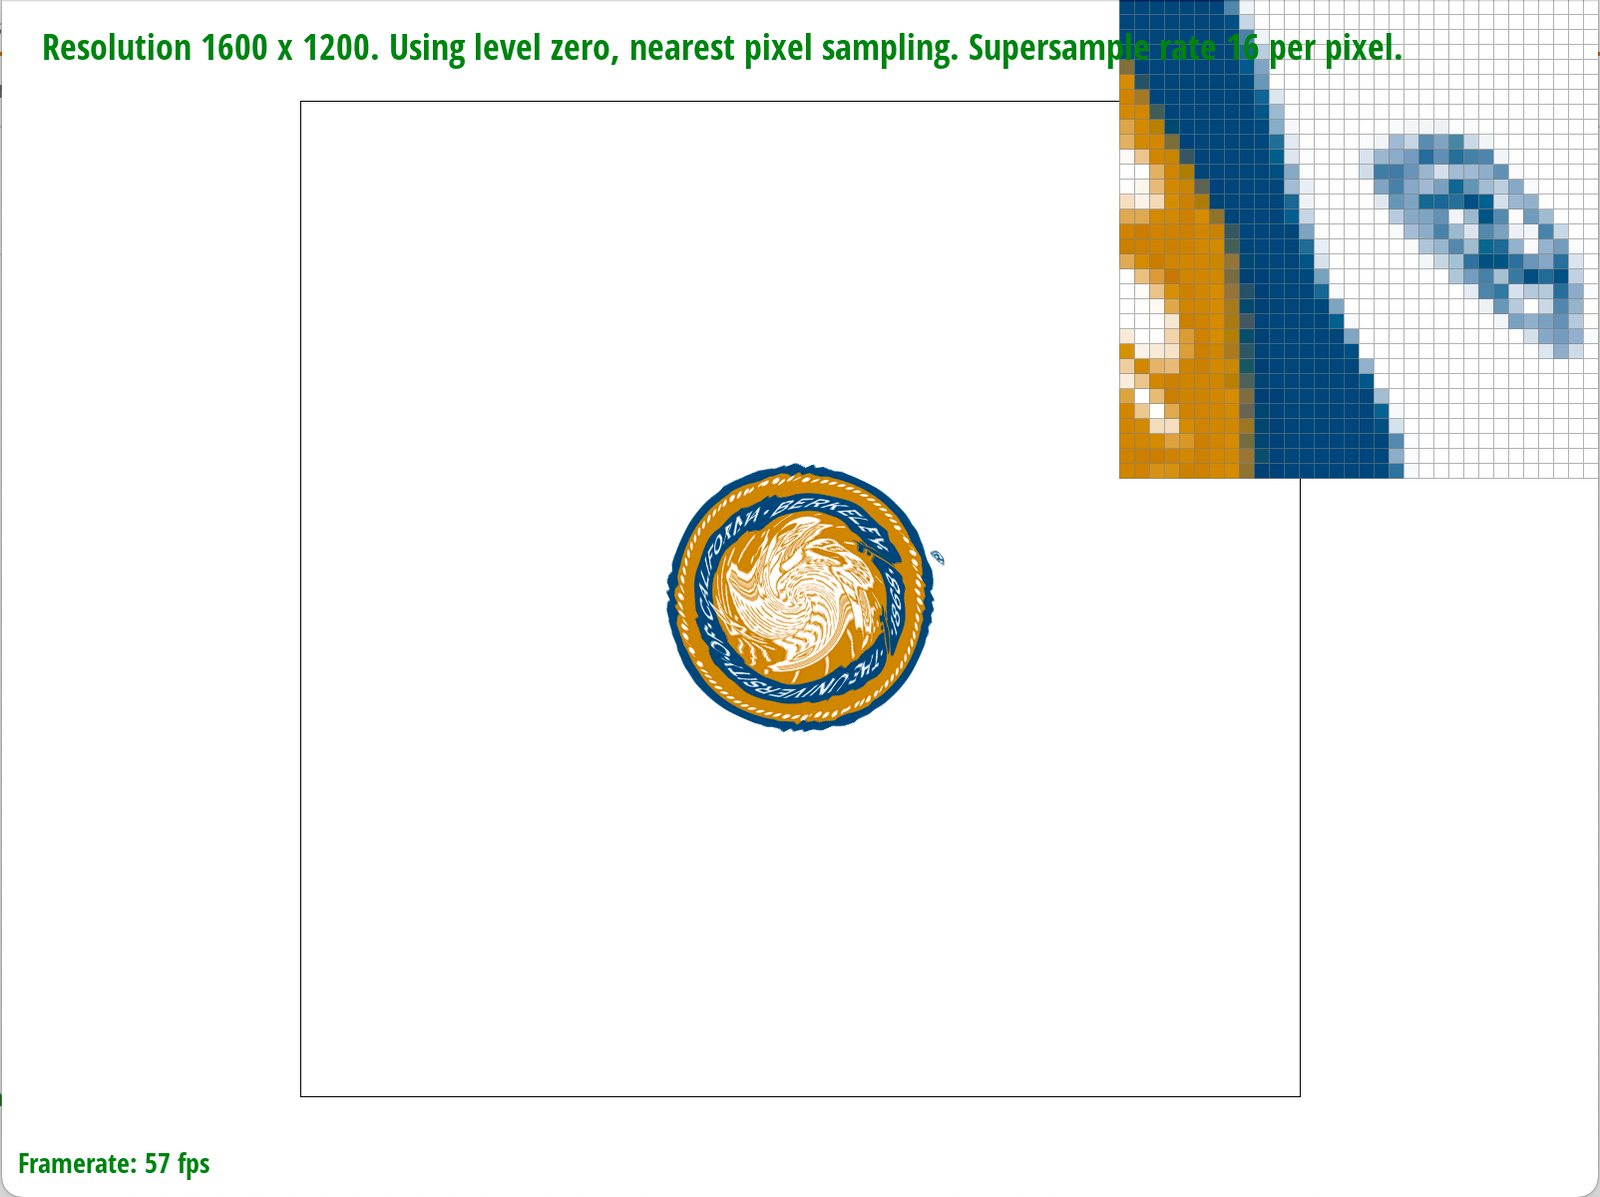 Resolution 1600 x 1200. Using level zero, nearest pixel sampling. Supersample rate 16 per pixel.
CALIFORNIA · BERKELEY ·
· 1868 ·
THE UNIVERSITY OF
®
Framerate: 57 fps